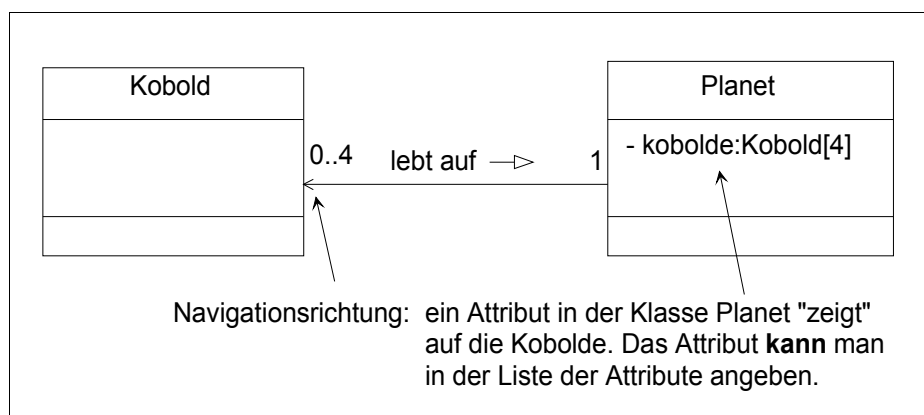 Kobold
Planet
- kobolde:Kobold[4]
0..4
lebt auf
1
Navigationsrichtung: ein Attribut in der Klasse Planet "zeigt"
auf die Kobolde. Das Attribut kann man
in der Liste der Attribute angeben.